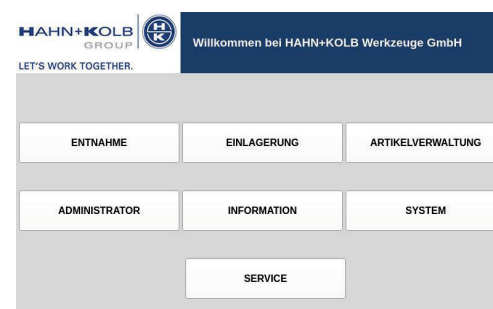 HAHN+KOLB
GROUP
HK
LET'S WORK TOGETHER.
Willkommen bei HAHN+KOLB Werkzeuge GmbH
ENTNAHME
EINLAGERUNG
ARTIKELVERWALTUNG
ADMINISTRATOR
INFORMATION
SYSTEM
SERVICE